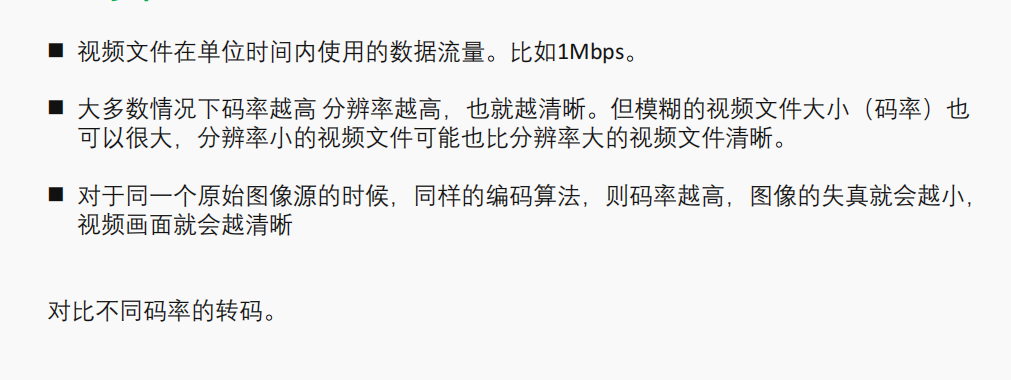 ■ 视频文件在单位时间内使用的数据流量。比如1Mbps。
■ 大多数情况下码率越高 分辨率越高，也就越清晰。但模糊的视频文件大小（码率）也
可以很大，分辨率小的视频文件可能也比分辨率大的视频文件清晰。
■ 对于同一个原始图像源的时候，同样的编码算法，则码率越高，图像的失真就会越小，
视频画面就会越清晰
对比不同码率的转码。